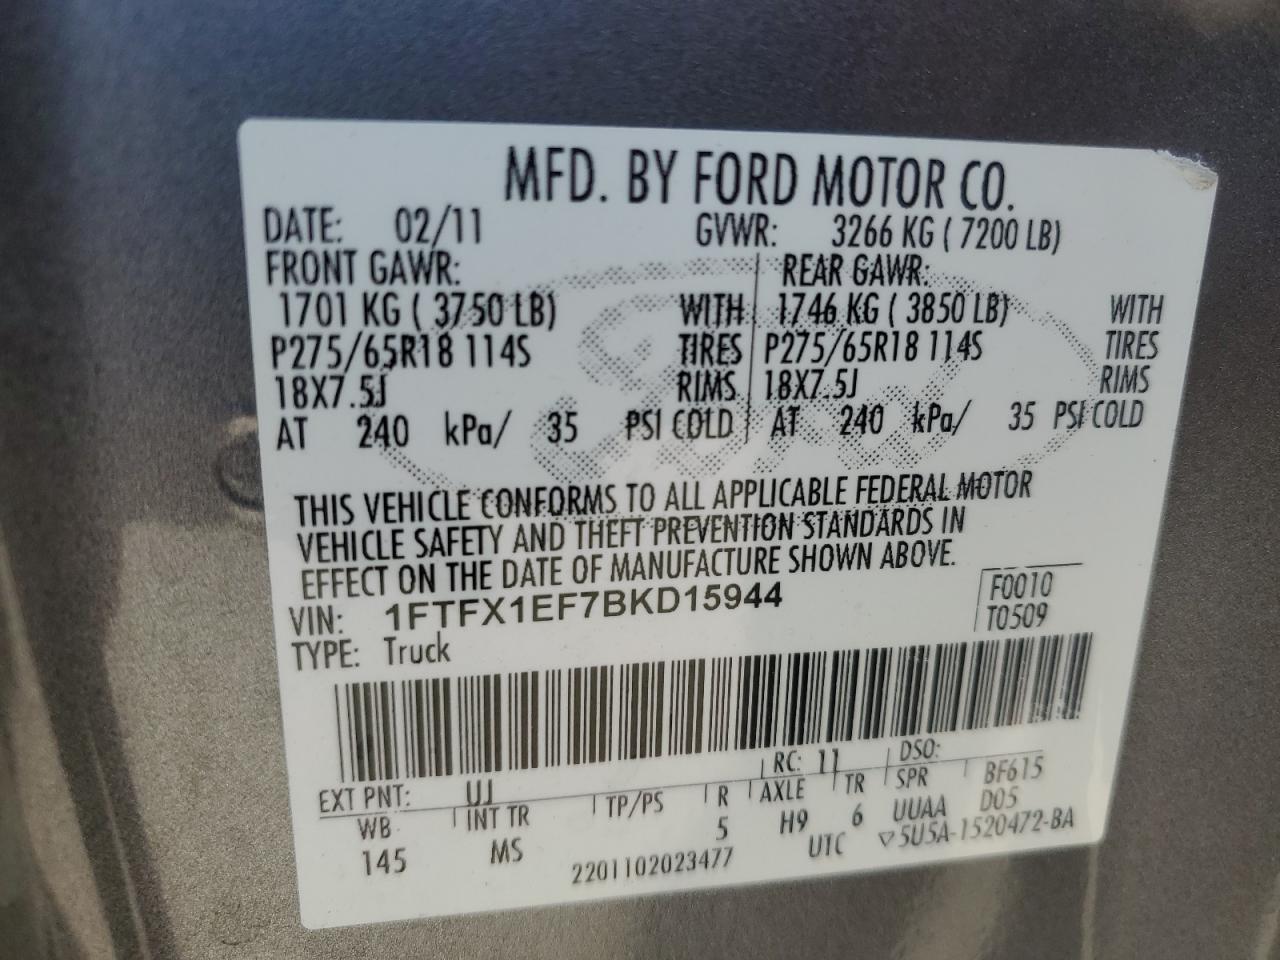 MFD. BY FORD MOTOR CO.
DATE: 02/11 GVWR: 3266 KG ( 7200 LB)
FRONT GAWR: REAR GAWR:
1701 KG ( 3750 LB) WITH 1746 KG ( 3850 LB) WITH
P275/65R18 114S TIRES P275/65R18 114S TIRES
18X7.5J RIMS 18X7.5J RIMS
AT 240 kPa/ 35 PSI COLD AT 240 kPa/ 35 PSI COLD
THIS VEHICLE CONFORMS TO ALL APPLICABLE FEDERAL MOTOR
VEHICLE SAFETY AND THEFT PREVENTION STANDARDS IN
EFFECT ON THE DATE OF MANUFACTURE SHOWN ABOVE.
VIN: 1FTFX1EF7BKD15944 F0010
TYPE: Truck T0509
EXT PNT: UJ RC: 11 DSO: BF615
WB INT TR TP/PS R AXLE TR SPR D05
145 MS 5 H9 6 UUAA
2201102023477 UTC ▽5U5A-1520472-BA